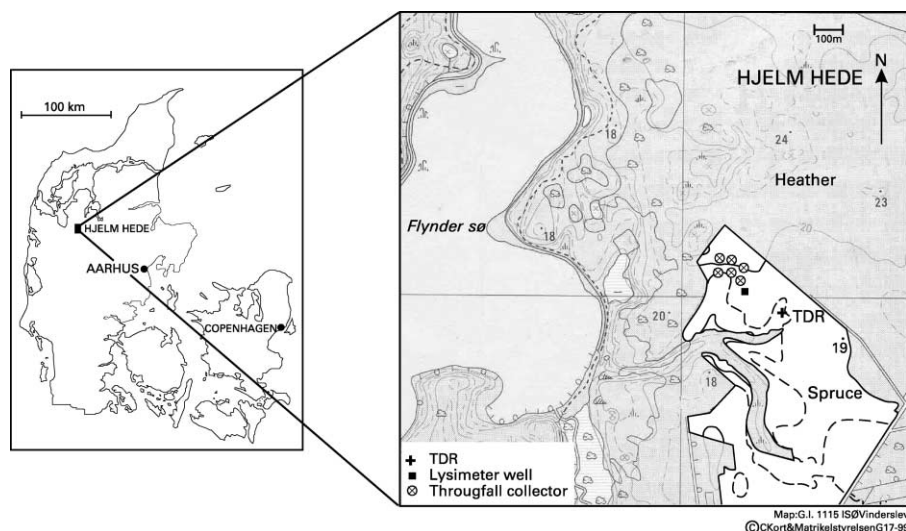 100 km
HJELM HEDE
AARHUS
COPENHAGEN
100m
HJELM HEDE
N
18
24
Heather
23
Flynder sø
18
20
20
TDR
19
18
Spruce
TDR
Lysimeter well
Througfall collector
Map:G.I. 1115 ISØVinderslev
©CKort&MatrikelstyrelsenG17-99